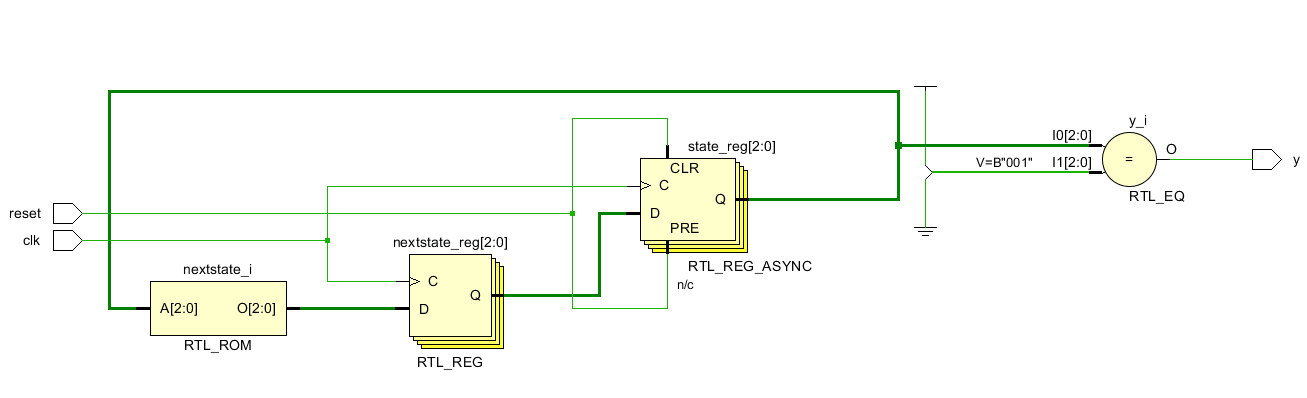 y_i
I0[2:0]
O
=
y
V=B"001"
I1[2:0]
RTL_EQ
state_reg[2:0]
CLR
C
Q
D
PRE
RTL_REG_ASYNC
n/c
reset
clk
nextstate_reg[2:0]
C
Q
D
RTL_REG
nextstate_i
A[2:0]
O[2:0]
RTL_ROM